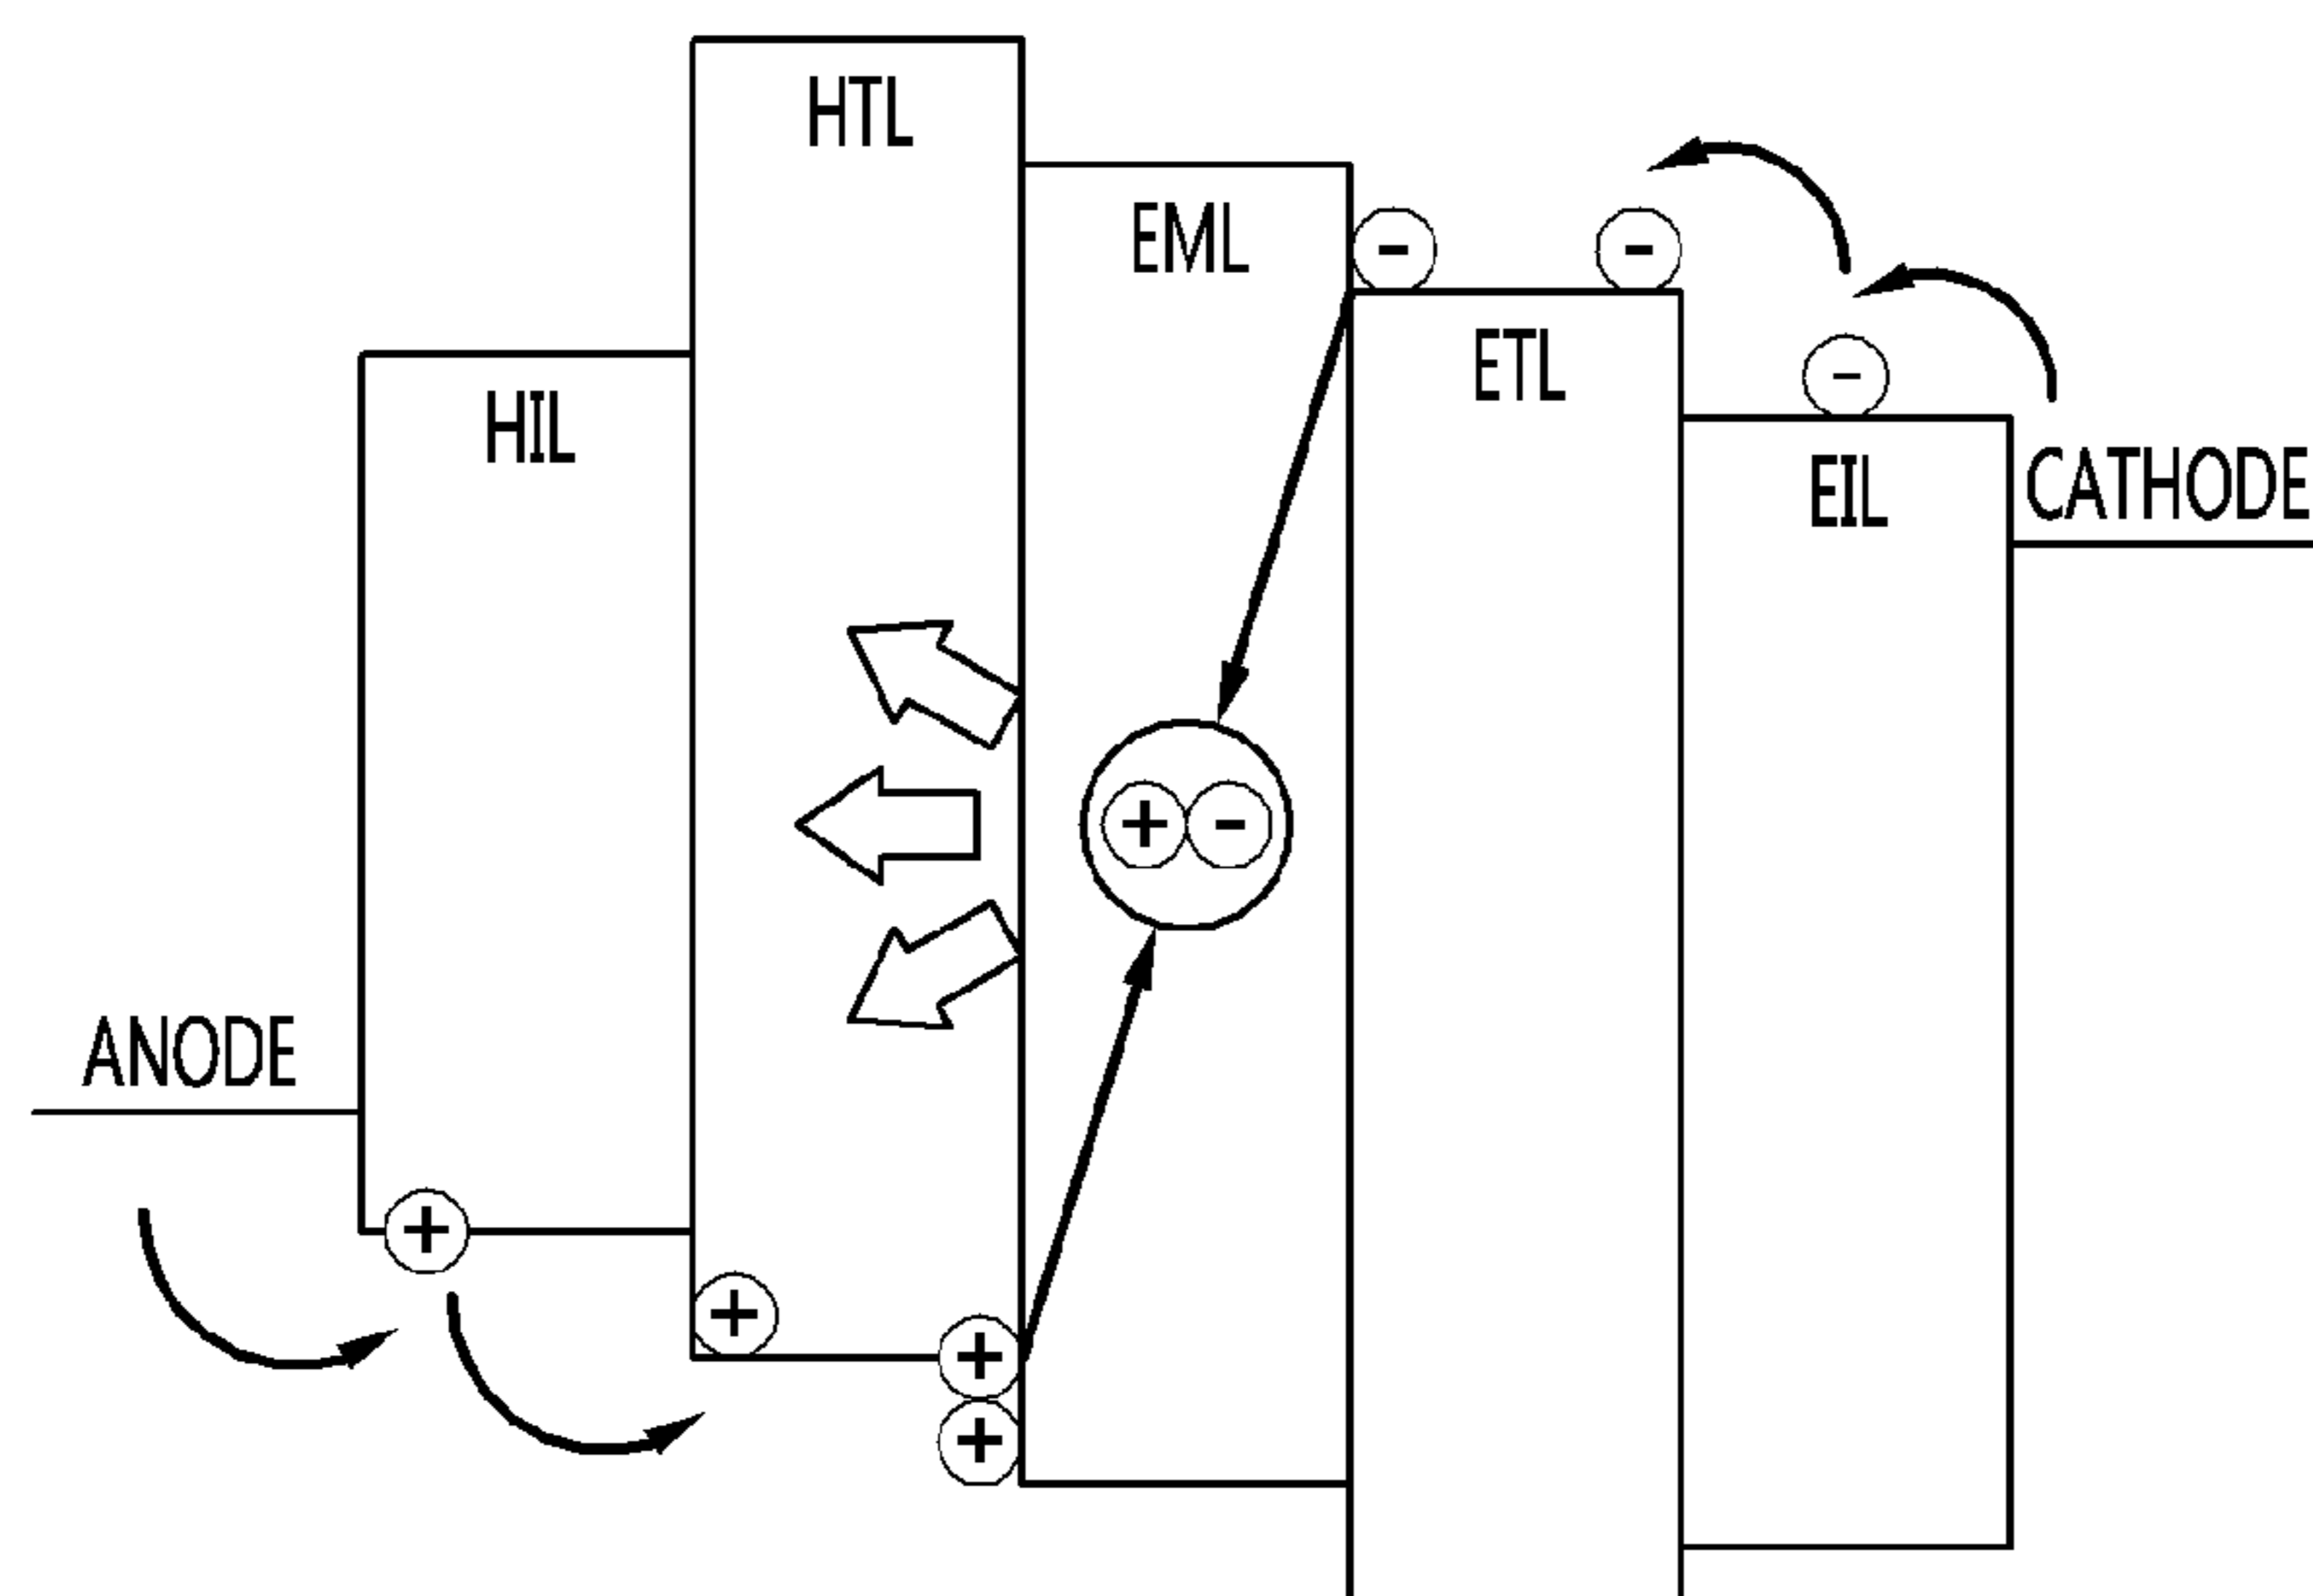 HTL
EML
ETL
HIL
EIL
CATHODE
ANODE
-
-
-
+ -
+
+
+
+